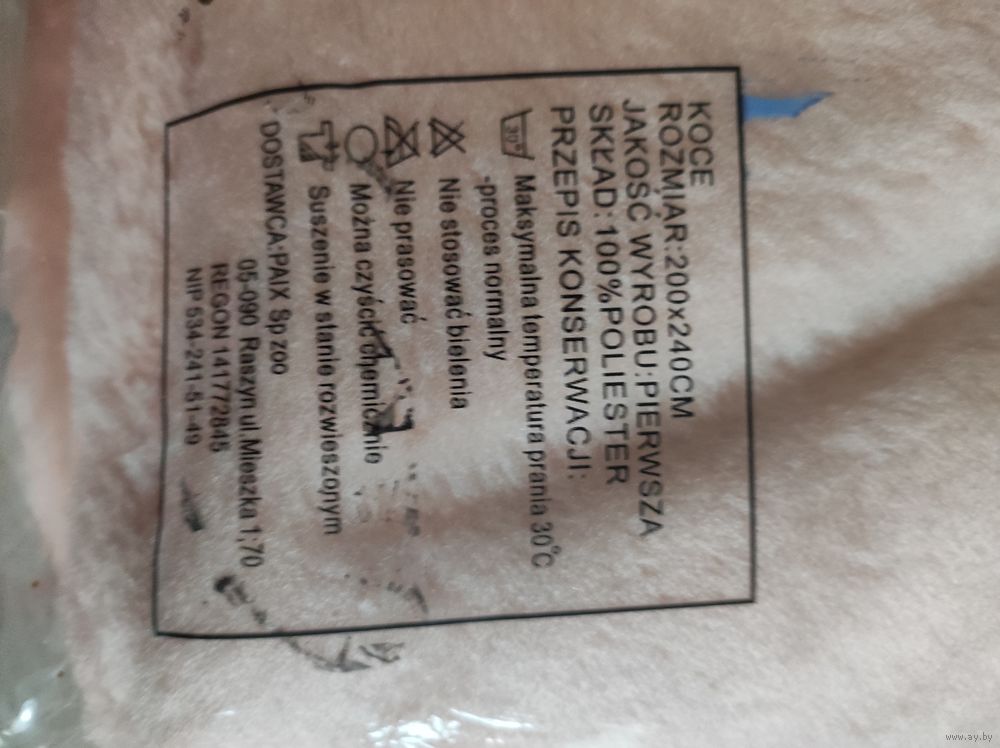 KOCE
ROZMIAR:200x240CM
JAKOŚĆ WYROBU:PIERWSZA
SKŁAD:100%POLIESTER
PRZEPIS KONSERWACJI:
30° Maksymalna temperatura prania 30°C
-proces normalny
Nie stosować bielenia
Nie prasować
Można czyścić chemicznie
Suszenie w stanie rozwieszonym
DOSTAWCA:PAIX Sp zoo
05-090 Raszyn ul.Mieszka 1;70
REGON 141772845
NIP 534-241-51-49
www.ay.by